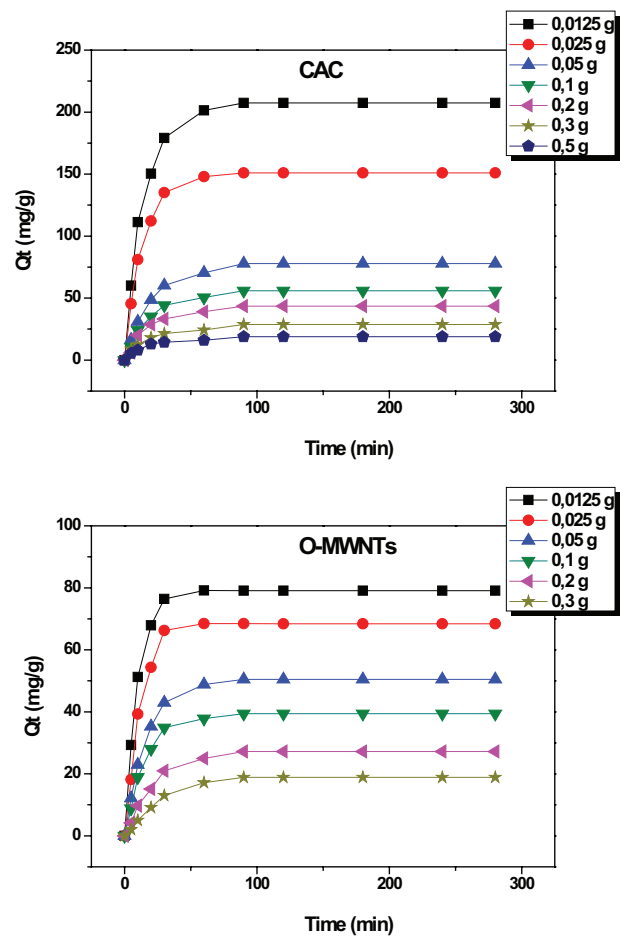 0,0125 g
0,025 g
0,05 g
0,1 g
0,2 g
0,3 g
0,5 g
CAC
250
200
150
100
50
0
Qt (mg/g)
0 100 200 300
Time (min)
0,0125 g
0,025 g
0,05 g
0,1 g
0,2 g
0,3 g
O-MWNTs
100
80
60
40
20
0
Qt (mg/g)
0 100 200 300
Time (min)